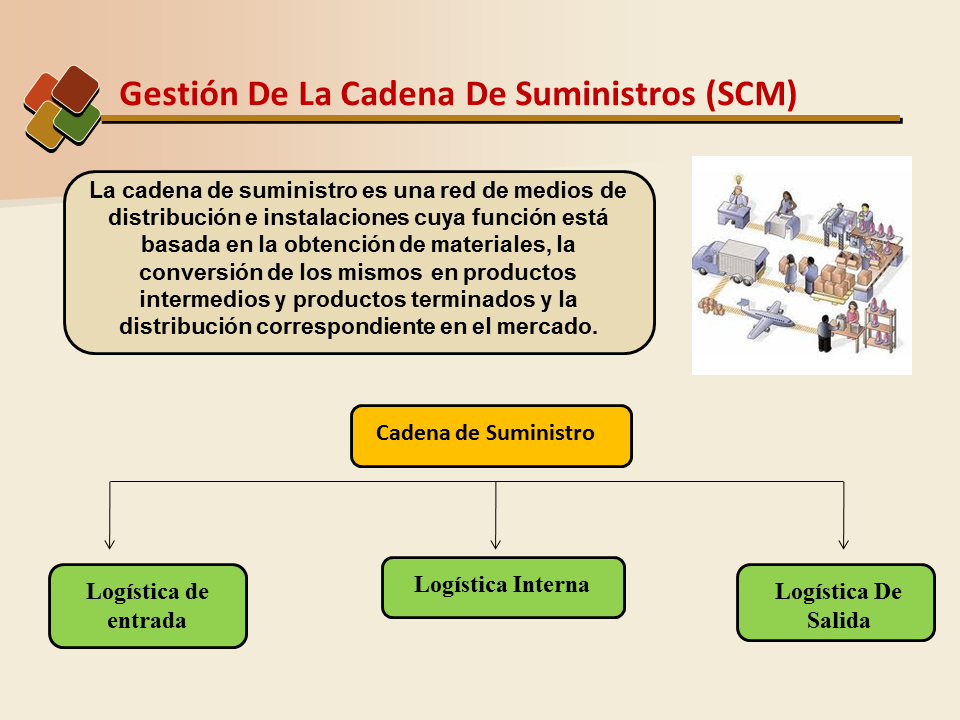 Gestión De La Cadena De Suministros (SCM)
La cadena de suministro es una red de medios de
distribución e instalaciones cuya función está
basada en la obtención de materiales, la
conversión de los mismos en productos
intermedios y productos terminados y la
distribución correspondiente en el mercado.
Cadena de Suministro
Logística de
entrada
Logística Interna
Logística De
Salida